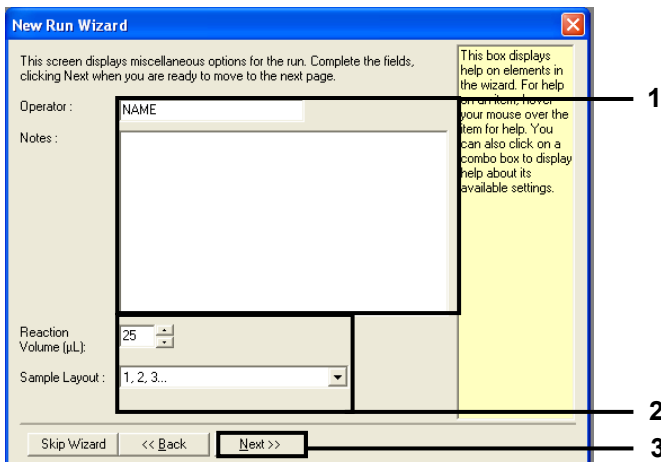 New Run Wizard
This screen displays miscellaneous options for the run. Complete the fields,
clicking Next when you are ready to move to the next page.
This box displays
help on elements in
the wizard. For help
on an item, hover
your mouse over the
item for help. You
can also click on a
combo box to display
help about its
available settings.
1
Operator :
NAME
Notes :
Reaction
Volume (µL):
25
Sample Layout :
1, 2, 3...
2
Skip Wizard
<< Back
Next >>
3